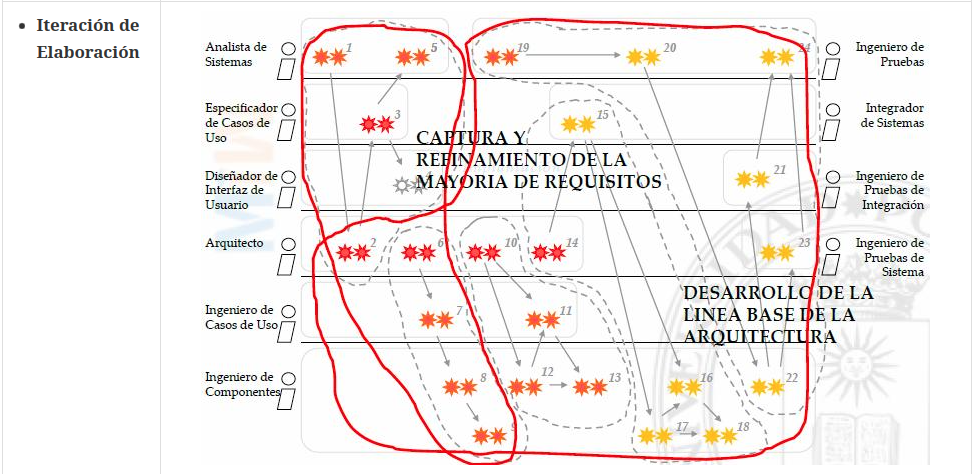 Iteración de
Elaboración
Analista de
Sistemas
1
5
19
20
24
Ingeniero de
Pruebas
Especificador
de Casos de
Uso
3
15
Integrador
de Sistemas
CAPTURA Y
REFINAMIENTO DE LA
MAYORIA DE REQUISITOS
Diseñador de
Interfaz de
Usuario
21
Ingeniero de
Pruebas de
Integración
Arquitecto
2
6
10
14
23
Ingeniero de
Pruebas de
Sistema
DESARROLLO DE LA
LINEA BASE DE LA
ARQUITECTURA
Ingeniero de
Casos de Uso
7
11
Ingeniero de
Componentes
8
12
13
16
22
9
17
18